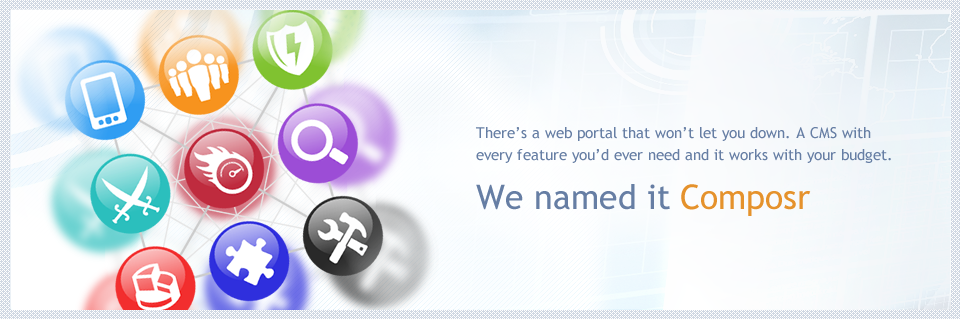 There’s a web portal that won’t let you down. A CMS with
every feature you’d ever need and it works with your budget.
We named it Composr